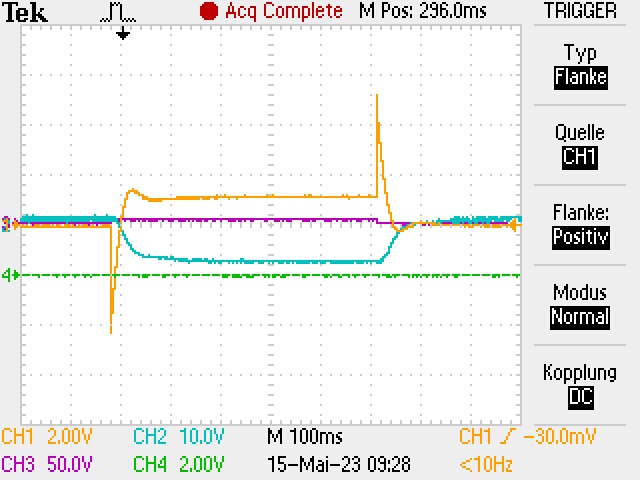 Tek Acq Complete M Pos: 296.0ms TRIGGER
Typ
Flanke
Quelle
CH1
Flanke:
Positiv
4
Modus
Normal
Kopplung
DC
CH1 2.00V CH2 10.0V M 100ms CH1 -30.0mV
CH3 50.0V CH4 2.00V 15-Mai-23 09:28 <10Hz